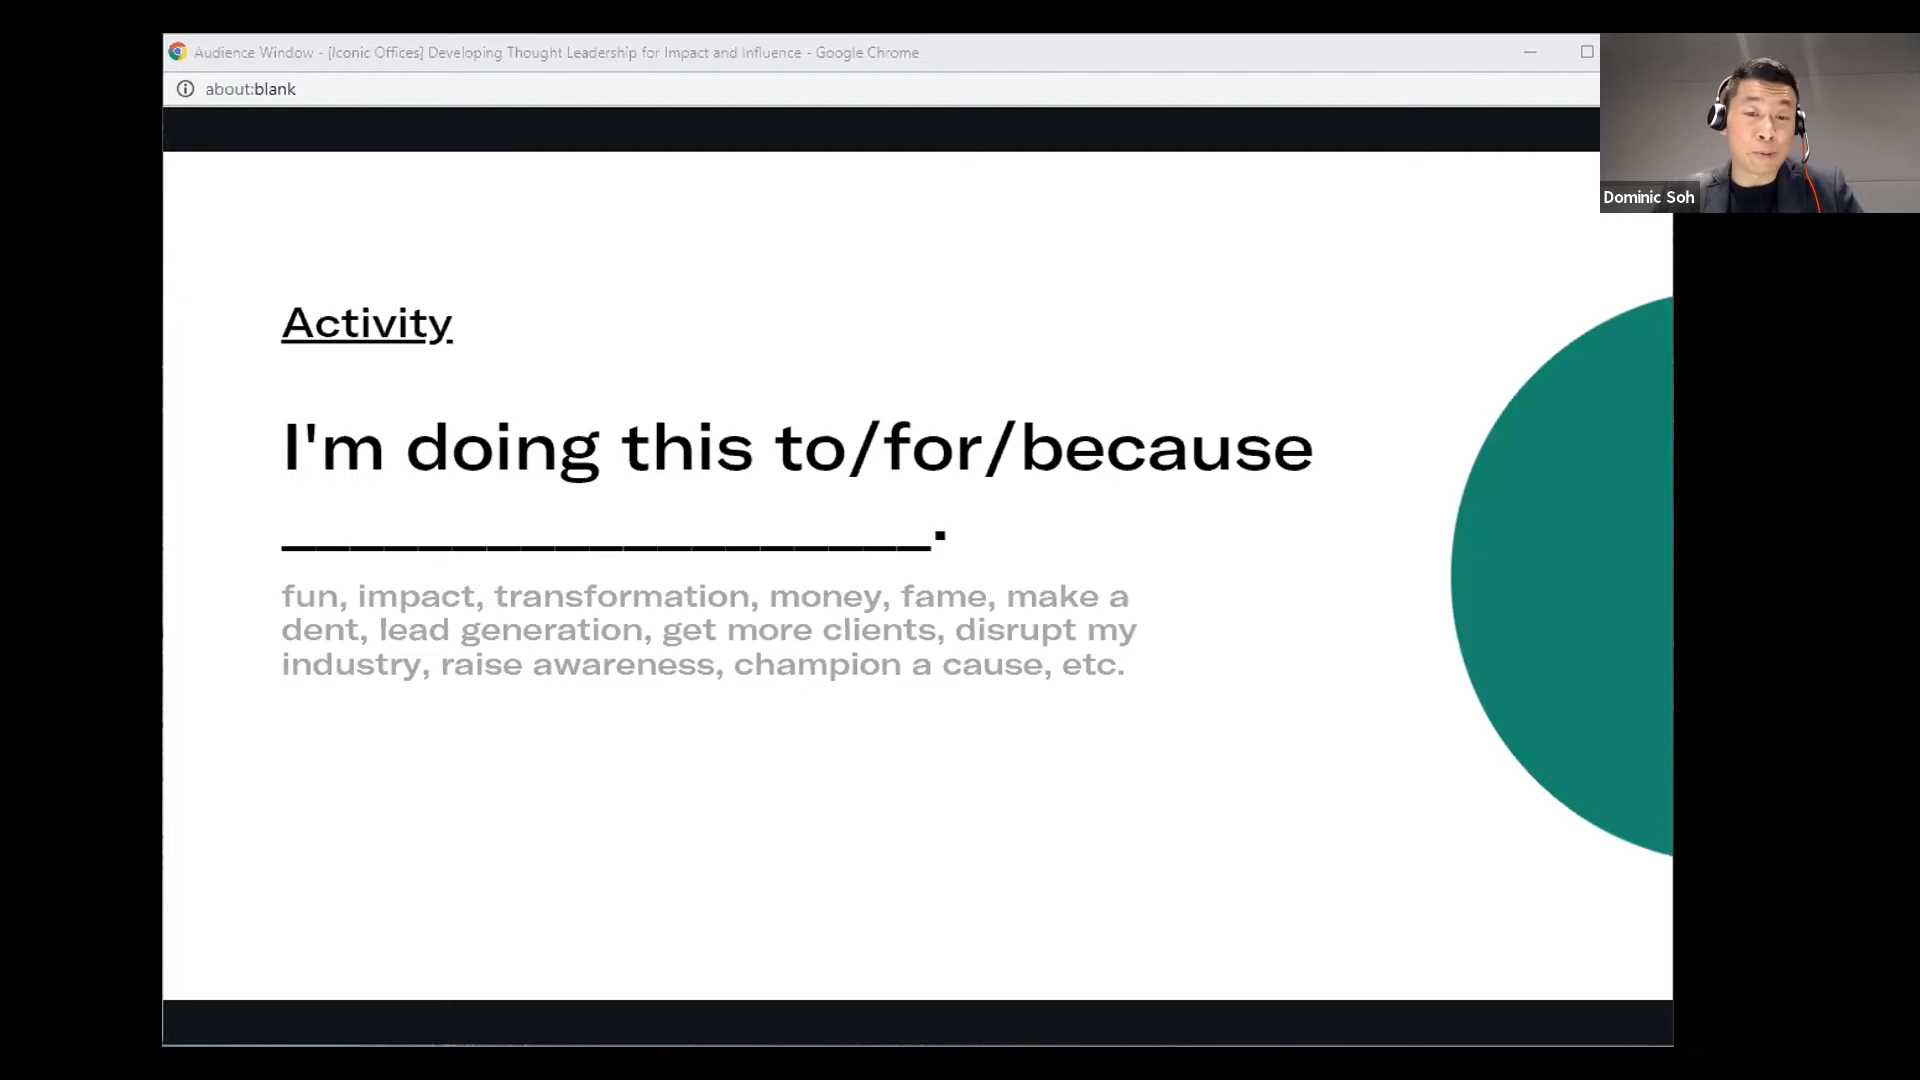 Audience Window - [Iconic Offices] Developing Thought Leadership for Impact and Influence - Google Chrome
about:blank
Dominic Soh
Activity
I'm doing this to/for/because
___________________.
fun, impact, transformation, money, fame, make a
dent, lead generation, get more clients, disrupt my
industry, raise awareness, champion a cause, etc.